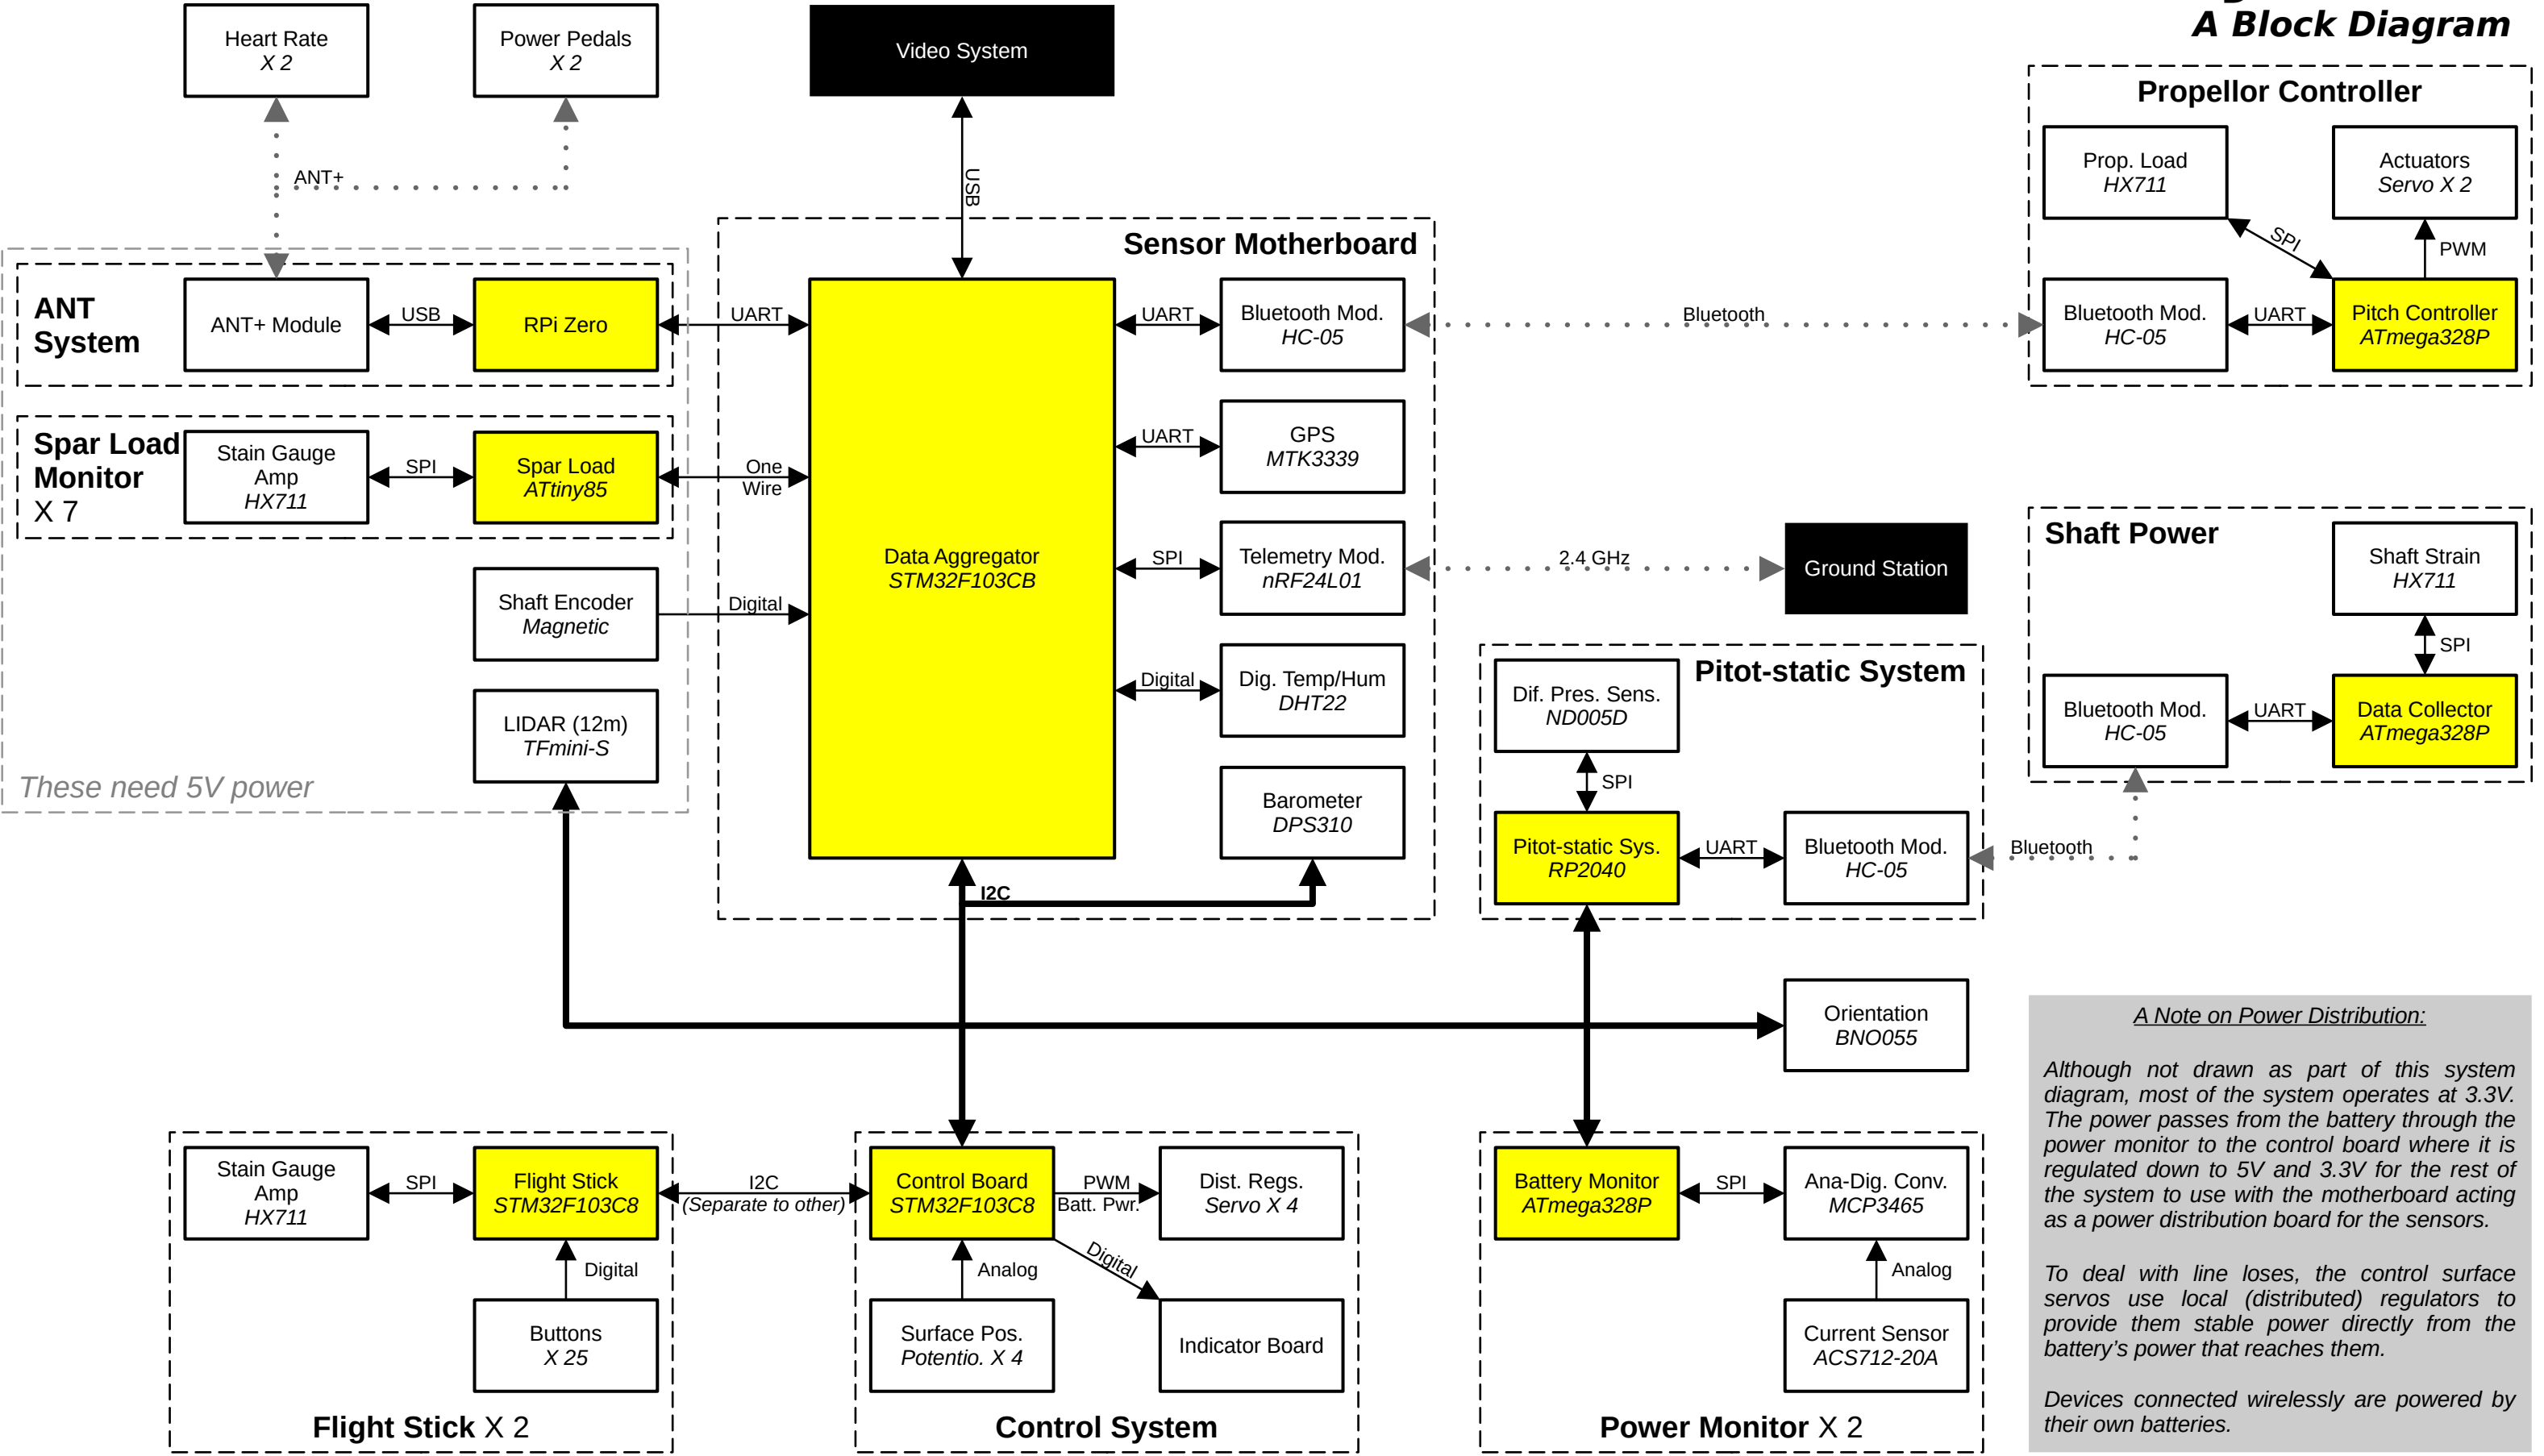 A Block Diagram
Heart Rate
X 2
Power Pedals
X 2
Video System
ANT+
USB
Propellor Controller
Prop. Load
HX711
Actuators
Servo X 2
SPI
PWM
Bluetooth Mod.
HC-05
UART
Pitch Controller
ATmega328P
Bluetooth
ANT
System
ANT+ Module
USB
RPi Zero
UART
Spar Load
Monitor
X 7
Stain Gauge
Amp
HX711
SPI
Spar Load
ATtiny85
One
Wire
Shaft Encoder
Magnetic
Digital
LIDAR (12m)
TFmini-S
These need 5V power
Sensor Motherboard
Data Aggregator
STM32F103CB
UART
Bluetooth Mod.
HC-05
UART
GPS
MTK3339
SPI
Telemetry Mod.
nRF24L01
2.4 GHz
Ground Station
Digital
Dig. Temp/Hum
DHT22
Barometer
DPS310
I2C
Shaft Power
Shaft Strain
HX711
SPI
Bluetooth Mod.
HC-05
UART
Data Collector
ATmega328P
Pitot-static System
Dif. Pres. Sens.
ND005D
SPI
Pitot-static Sys.
RP2040
UART
Bluetooth Mod.
HC-05
Bluetooth
Orientation
BNO055
Stain Gauge
Amp
HX711
SPI
Flight Stick
STM32F103C8
Digital
Buttons
X 25
Flight Stick X 2
I2C
(Separate to other)
Control Board
STM32F103C8
PWM
Batt. Pwr.
Dist. Regs.
Servo X 4
Analog
Digital
Surface Pos.
Potentio. X 4
Indicator Board
Control System
Battery Monitor
ATmega328P
SPI
Ana-Dig. Conv.
MCP3465
Analog
Current Sensor
ACS712-20A
Power Monitor X 2
A Note on Power Distribution:
Although not drawn as part of this system
diagram, most of the system operates at 3.3V.
The power passes from the battery through the
power monitor to the control board where it is
regulated down to 5V and 3.3V for the rest of
the system to use with the motherboard acting
as a power distribution board for the sensors.
To deal with line loses, the control surface
servos use local (distributed) regulators to
provide them stable power directly from the
battery’s power that reaches them.
Devices connected wirelessly are powered by
their own batteries.